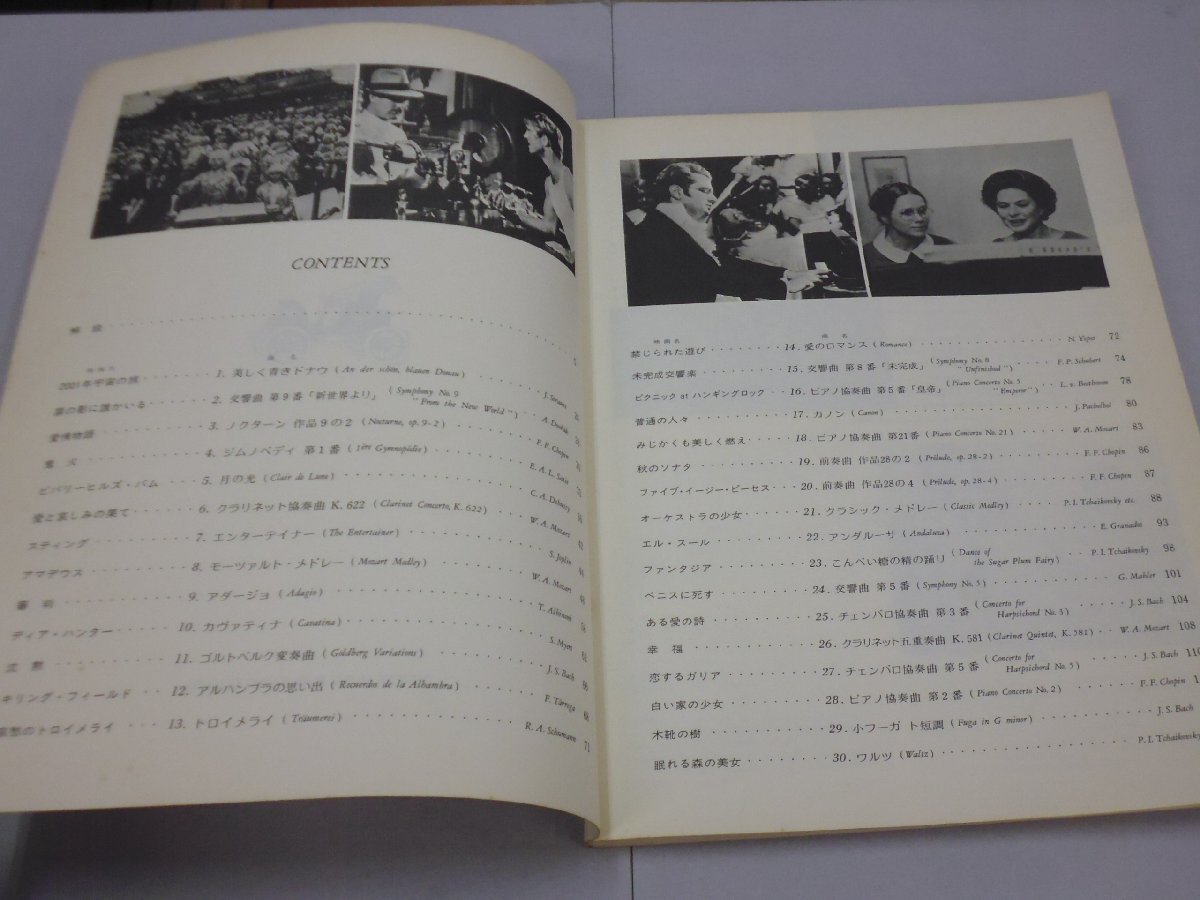 CONTENTS
解説
映画名 曲名
2001年宇宙の旅 1. 美しく青きドナウ (An der schön, blauen Donau) J. Strauss
扉の影に誰かいる 2. 交響曲 第9番「新世界より」 (Symphony No. 9 "From the New World") A. Dvořák
愛情物語 3. ノクターン 作品9の2 (Nocturne, op. 9-2) F. F. Chopin
鬼火 4. ジムノペディ 第1番 (1ère Gymnopédie) E. A. L. Satie
ビバリーヒルズ・バム 5. 月の光 (Clair de Lune) C. A. Debussy
愛と哀しみの果て 6. クラリネット協奏曲 K. 622 (Clarinet Concerto, K. 622) W. A. Mozart
スティング 7. エンターテイナー (The Entertainer) S. Joplin
アマデウス 8. モーツァルト・メドレー (Mozart Medley) W. A. Mozart
審判 9. アダージョ (Adagio) T. Albinoni
ディア・ハンター 10. カヴァティナ (Cavatina) S. Myers
流熱 11. ゴルトベルク変奏曲 (Goldberg Variations) J. S. Bach
キリング・フィールド 12. アルハンブラの思い出 (Recuerdos de la Alhambra) F. Tárrega 68
哀愁のトロイメライ 13. トロイメライ (Träumerei) R. A. Schumann 71
映画名 曲名
禁じられた遊び 14. 愛のロマンス (Romance) N. Yepes 72
未完成交響楽 15. 交響曲 第8番「未完成」 (Symphony No. 8 "Unfinished") F. P. Schubert 74
ピクニック at ハンギングロック 16. ピアノ協奏曲 第5番「皇帝」 (Piano Concerto No. 5 "Emperor") L. v. Beethoven 78
普通の人々 17. カノン (Canon) J. Pachelbel 80
みじかくも美しく燃え 18. ピアノ協奏曲 第21番 (Piano Concerto No. 21) W. A. Mozart 83
秋のソナタ 19. 前奏曲 作品28の2 (Prélude, op. 28-2) F. F. Chopin 86
ファイブ・イージー・ピーセス 20. 前奏曲 作品28の4 (Prélude, op. 28-4) F. F. Chopin 87
オーケストラの少女 21. クラシック・メドレー (Classic Medley) P. I. Tchaikovsky etc. 88
エル・スール 22. アンダルーサ (Andaluza) E. Granados 93
ファンタジア 23. こんぺい糖の精の踊り (Dance of the Sugar Plum Fairy) P. I. Tchaikovsky 98
ベニスに死す 24. 交響曲 第5番 (Symphony No. 5) G. Mahler 101
ある愛の詩 25. チェンバロ協奏曲 第3番 (Concerto for Harpsichord No. 3) J. S. Bach 104
幸福 26. クラリネット五重奏曲 K. 581 (Clarinet Quintet, K. 581) W. A. Mozart 108
恋するガリア 27. チェンバロ協奏曲 第5番 (Concerto for Harpsichord No. 5) J. S. Bach 110
白い家の少女 28. ピアノ協奏曲 第2番 (Piano Concerto No. 2) F. F. Chopin
木靴の樹 29. 小フーガ ト短調 (Fuga in G minor) J. S. Bach
眠れる森の美女 30. ワルツ (Waltz) P. I. Tchaikovsky